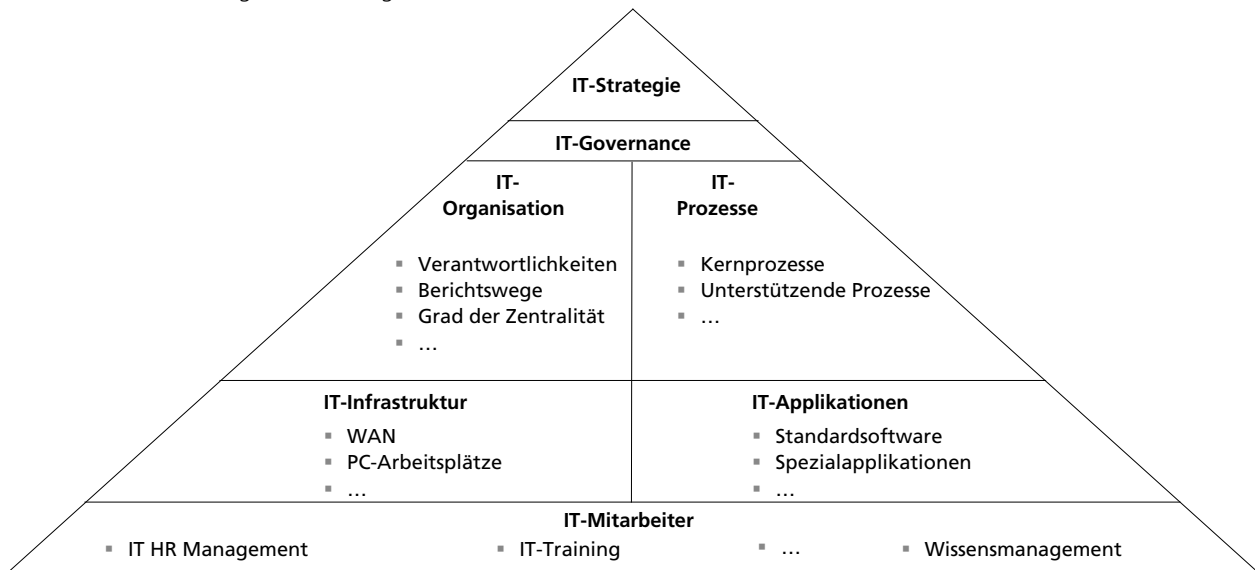 IT-Strategie
IT-Governance
IT-
Organisation
▪ Verantwortlichkeiten
▪ Berichtswege
▪ Grad der Zentralität
▪ …
IT-
Prozesse
▪ Kernprozesse
▪ Unterstützende Prozesse
▪ …
IT-Infrastruktur
▪ WAN
▪ PC-Arbeitsplätze
▪ …
IT-Applikationen
▪ Standardsoftware
▪ Spezialapplikationen
▪ …
IT-Mitarbeiter
▪ IT HR Management
▪ IT-Training
▪ …
▪ Wissensmanagement